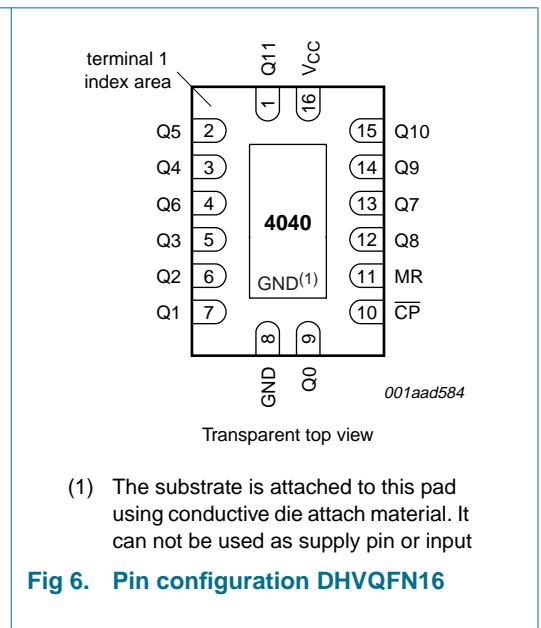 terminal 1
index area
Q11
VCC
1
16
Q5 2
15 Q10
Q4 3
14 Q9
Q6 4
13 Q7
Q3 5
12 Q8
Q2 6
11 MR
Q1 7
10 C̅P̅
4040
GND(1)
8
9
GND
Q0
001aad584
Transparent top view
(1) The substrate is attached to this pad
using conductive die attach material. It
can not be used as supply pin or input
Fig 6. Pin configuration DHVQFN16